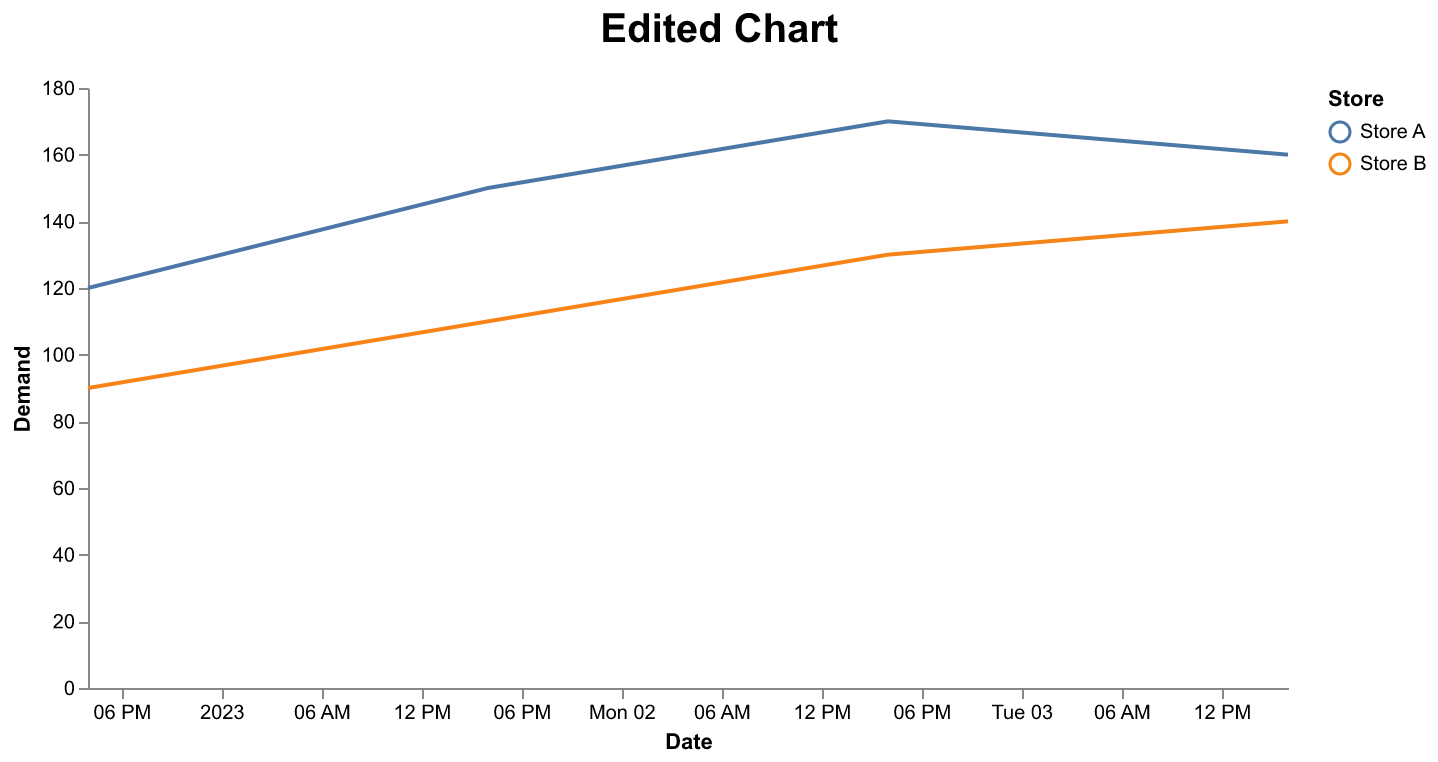 Edited Chart
Store
Store A
Store B
Demand
180
160
140
120
100
80
60
40
20
0
06 PM 2023 06 AM 12 PM 06 PM Mon 02 06 AM 12 PM 06 PM Tue 03 06 AM 12 PM
Date